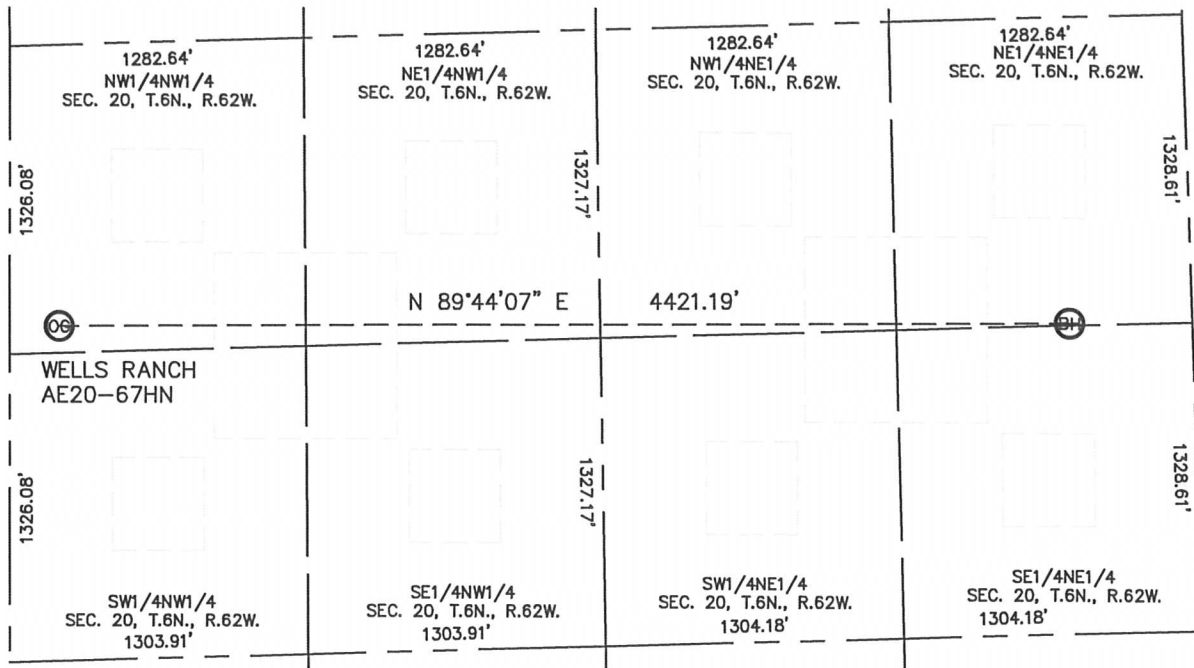 1282.64'
NW1/4NW1/4
SEC. 20, T.6N., R.62W.
1282.64'
NE1/4NW1/4
SEC. 20, T.6N., R.62W.
1282.64'
NW1/4NE1/4
SEC. 20, T.6N., R.62W.
1282.64'
NE1/4NE1/4
SEC. 20, T.6N., R.62W.
1326.08'
1327.17'
1328.61'
N 89°44'07" E 4421.19'
BH
WELLS RANCH
AE20-67HN
1326.08'
1327.17'
1328.61'
SW1/4NW1/4
SEC. 20, T.6N., R.62W.
1303.91'
SE1/4NW1/4
SEC. 20, T.6N., R.62W.
1303.91'
SW1/4NE1/4
SEC. 20, T.6N., R.62W.
1304.18'
SE1/4NE1/4
SEC. 20, T.6N., R.62W.
1304.18'